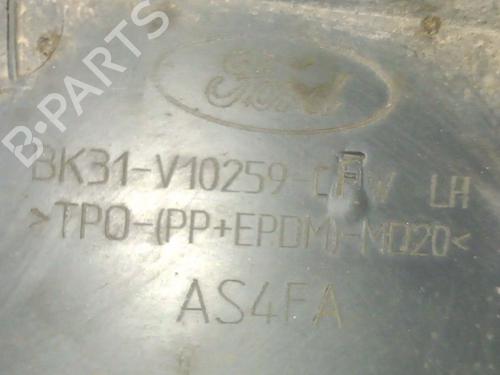 B-PARTS
Ford
BK31-V10259- LH
>TPO-(PP+EPDM)-MD20<
AS4FA